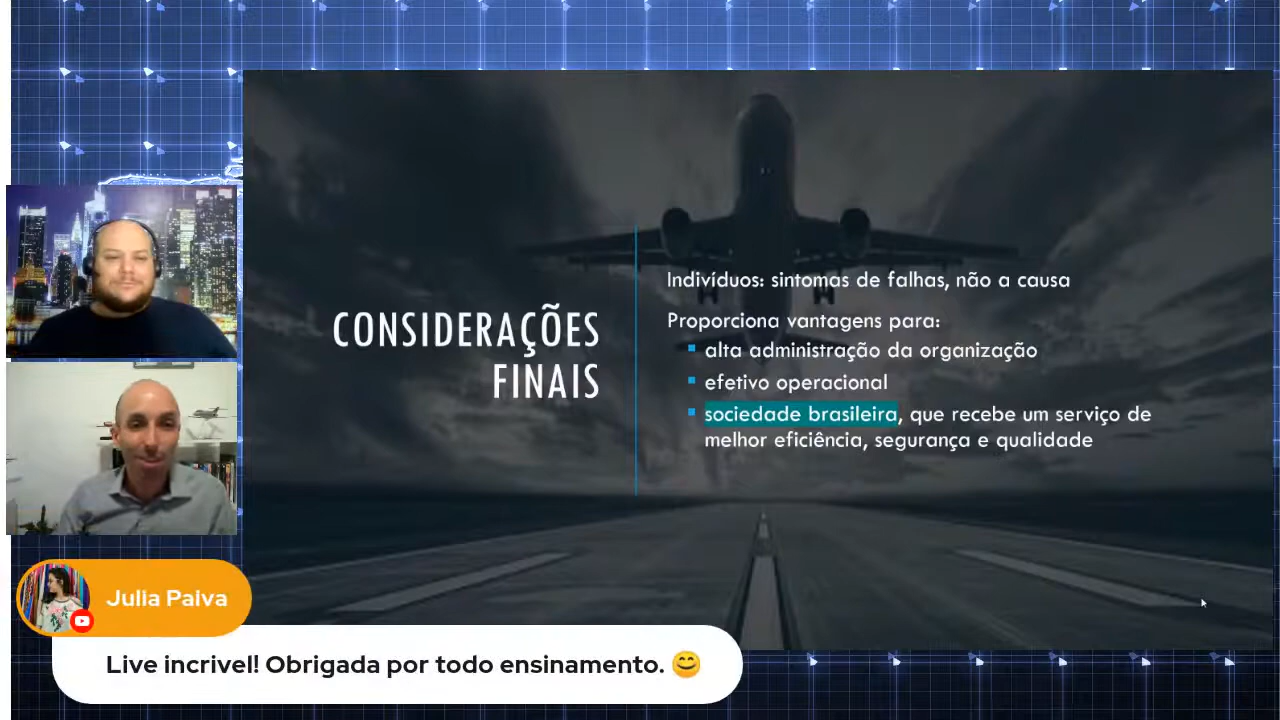 CONSIDERAÇÕES
FINAIS
Indivíduos: sintomas de falhas, não a causa
Proporciona vantagens para:
alta administração da organização
efetivo operacional
sociedade brasileira, que recebe um serviço de
melhor eficiência, segurança e qualidade
Julia Paiva
Live incrivel! Obrigada por todo ensinamento. 😊